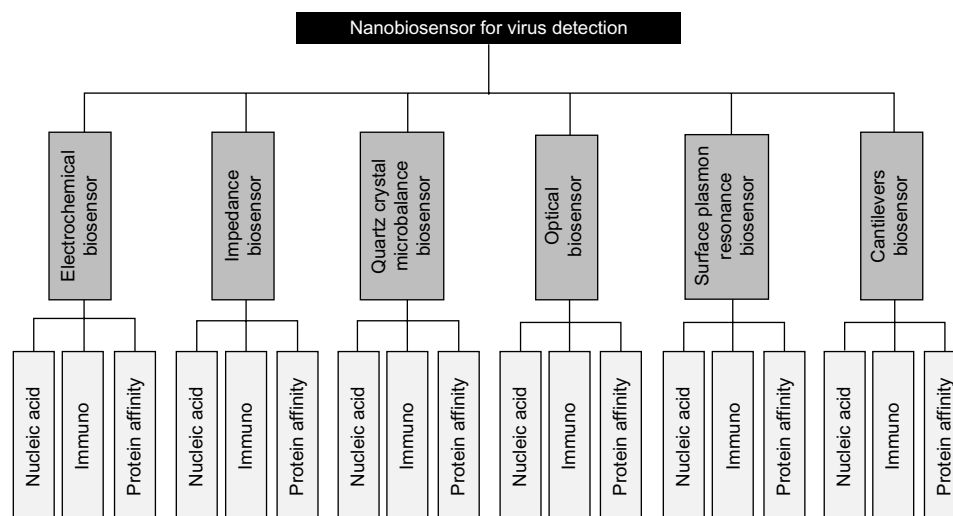 Nanobiosensor for virus detection
Electrochemical
biosensor
Impedance
biosensor
Quartz crystal
microbalance
biosensor
Optical
biosensor
Surface plasmon
resonance
biosensor
Cantilevers
biosensor
Nucleic acid
Immuno
Protein affinity
Nucleic acid
Immuno
Protein affinity
Nucleic acid
Immuno
Protein affinity
Nucleic acid
Immuno
Protein affinity
Nucleic acid
Immuno
Protein affinity
Nucleic acid
Immuno
Protein affinity